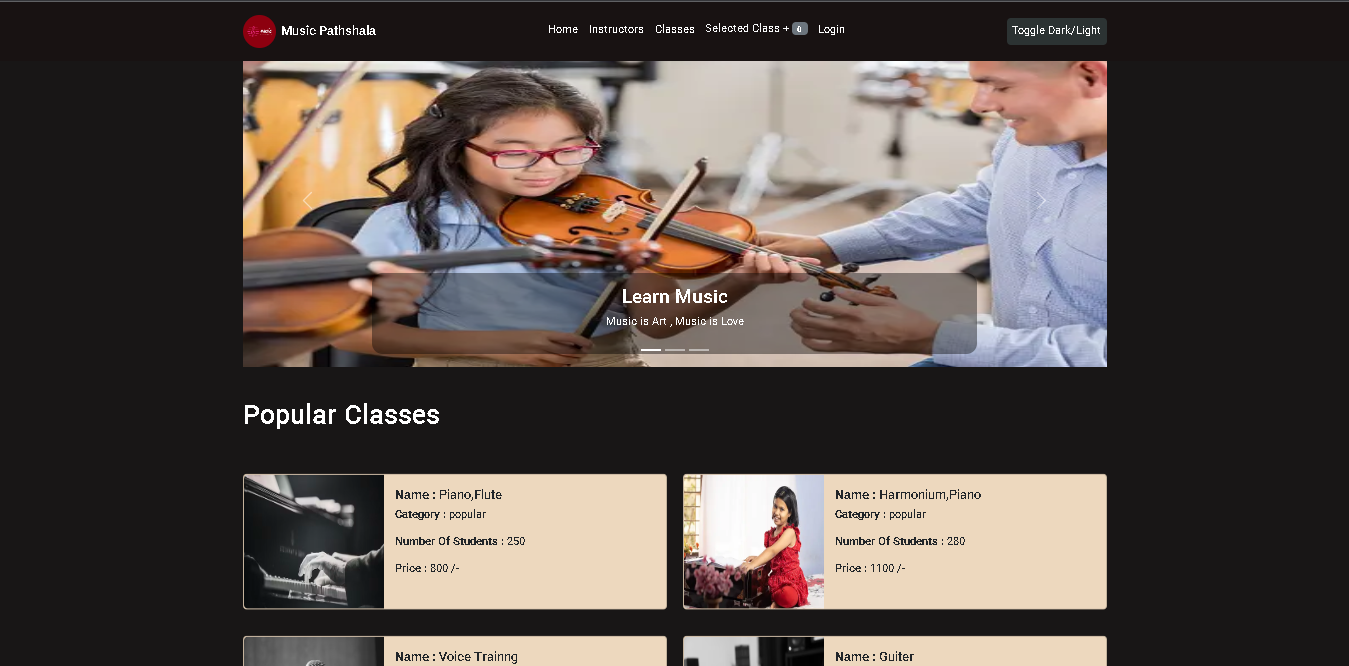 Music Pathshala
Home Instructors Classes Selected Class + 0 Login
Toggle Dark/Light
Learn Music
Music is Art , Music is Love
Popular Classes
Name : Piano,Flute
Category : popular
Number Of Students : 250
Price : 800 /-
Name : Harmonium,Piano
Category : popular
Number Of Students : 280
Price : 1100 /-
Name : Voice Trainng
Name : Guiter